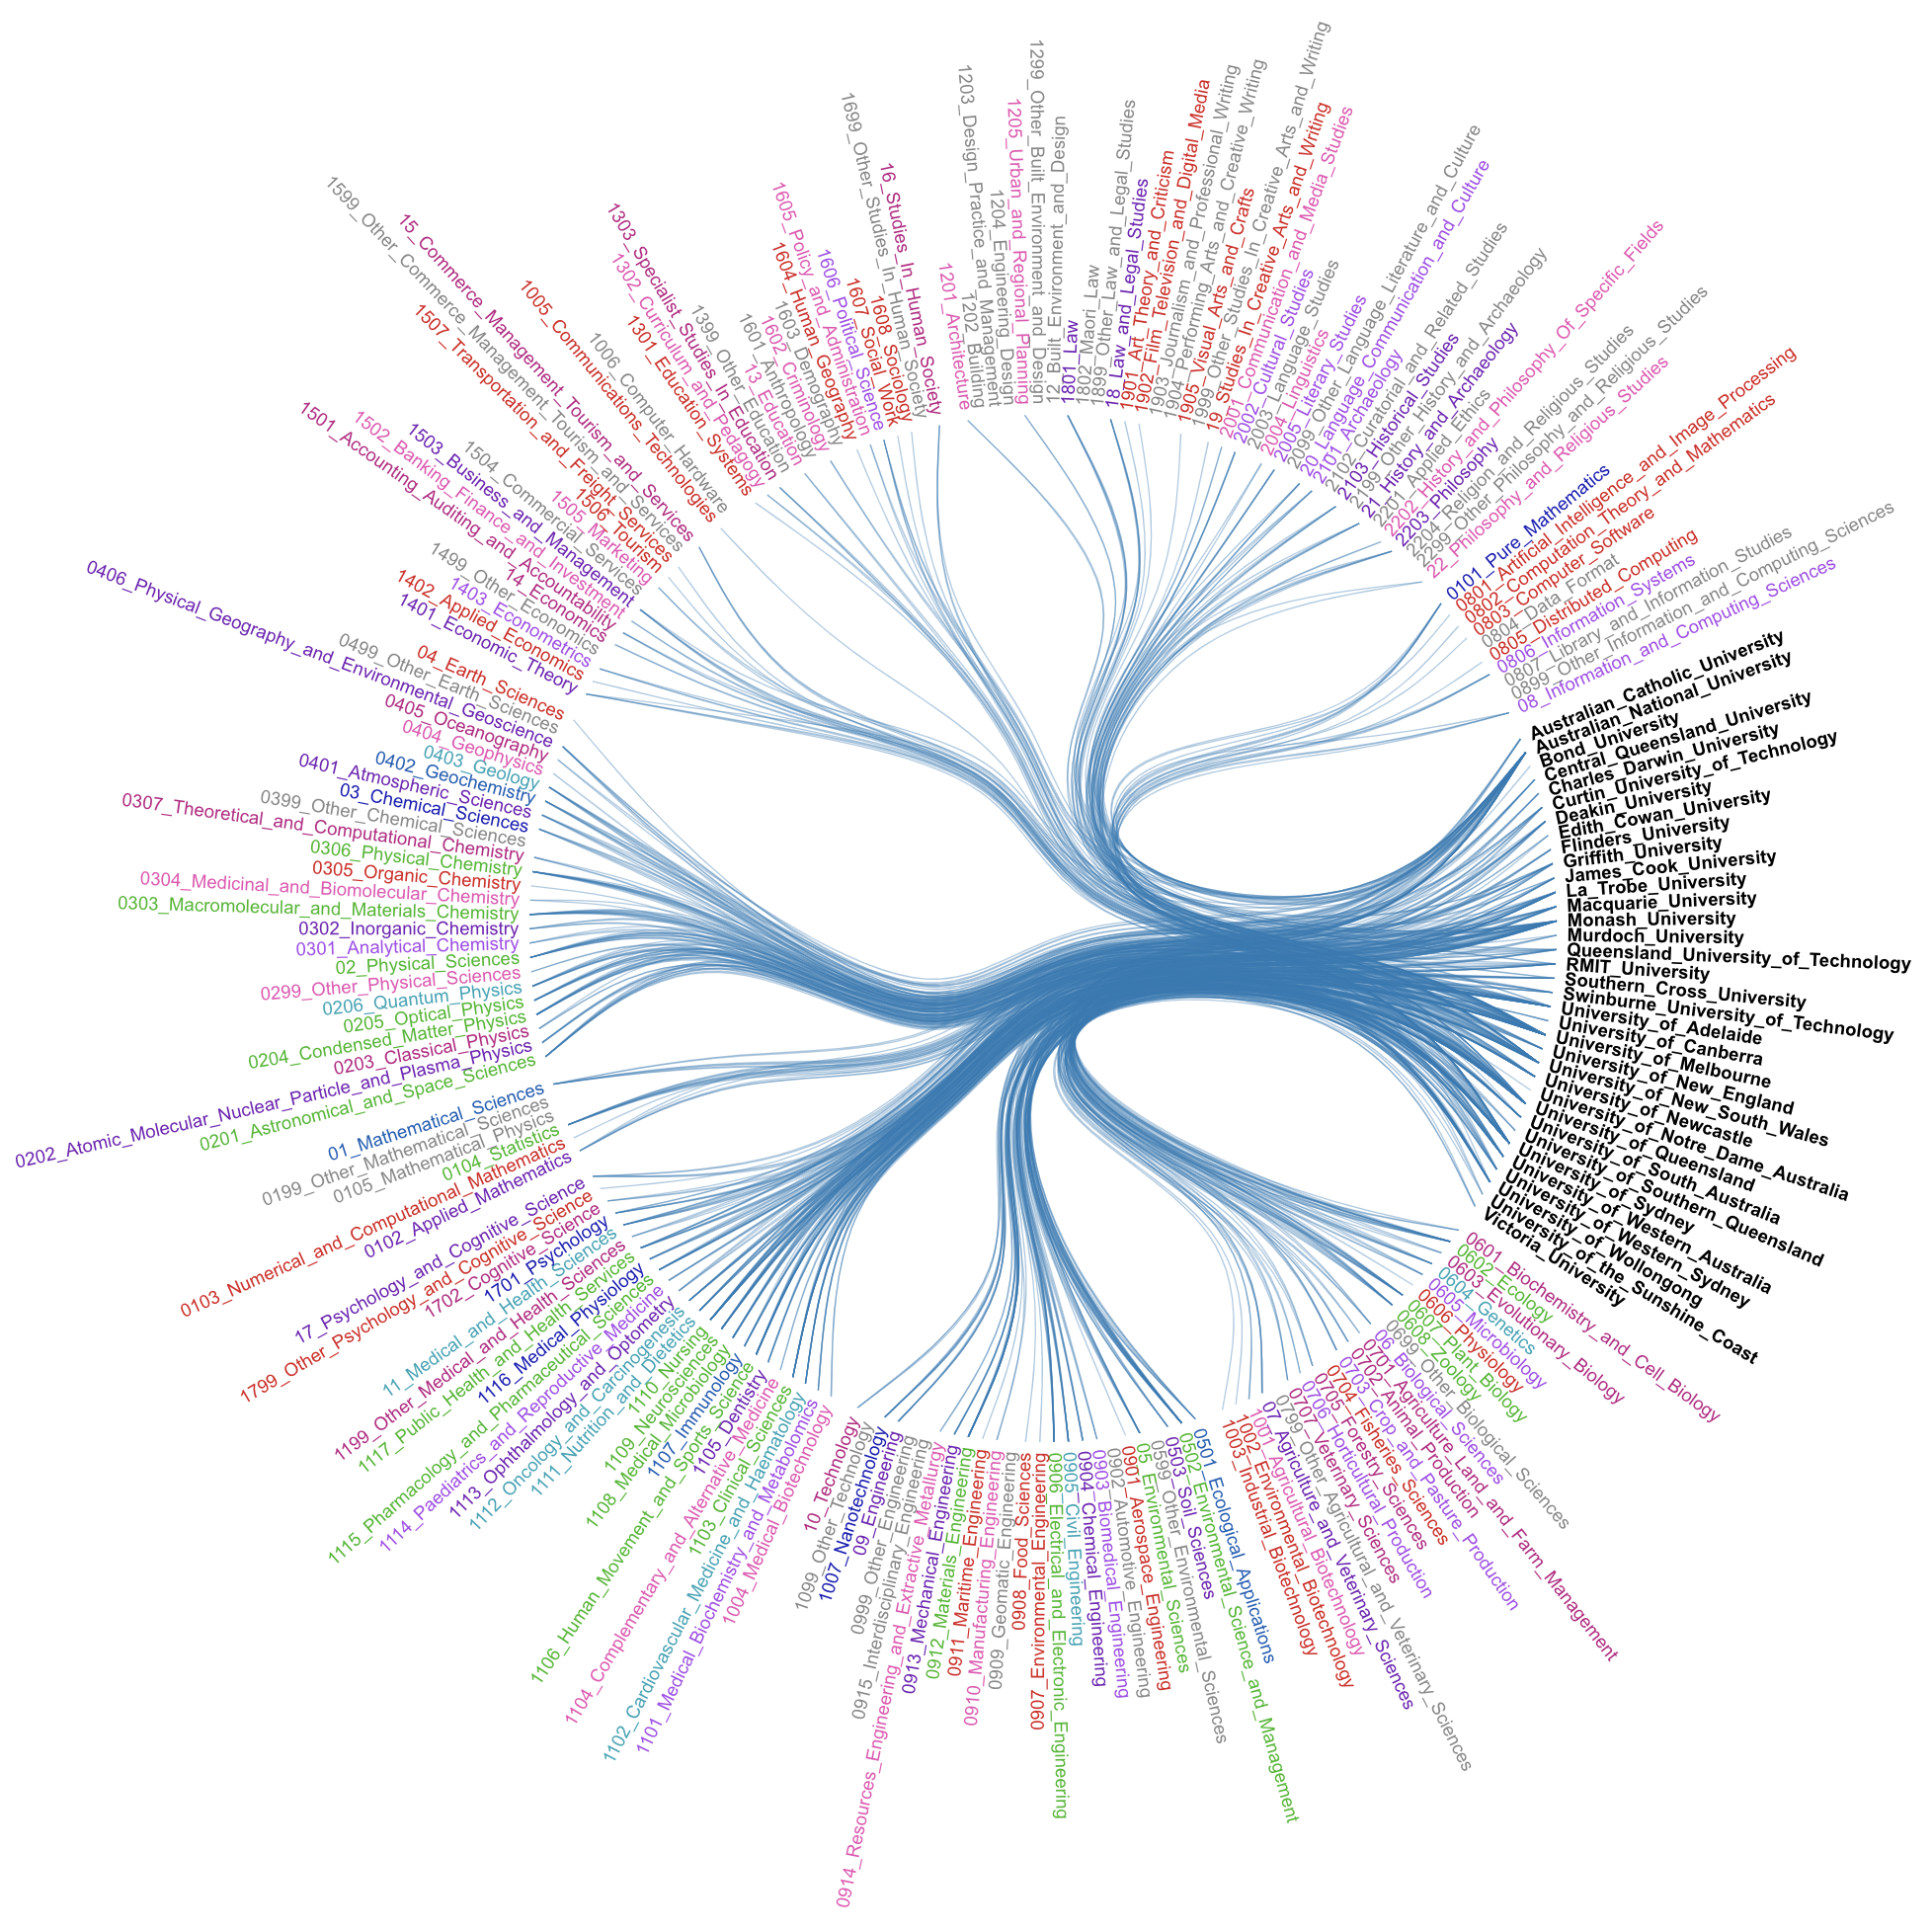 1201_Architecture
1202_Building
1203_Design_Practice_and_Management
1204_Engineering_Design
1205_Urban_and_Regional_Planning
1299_Other_Built_Environment_and_Design
12_Built_Environment_and_Design
1801_Law
1802_Maori_Law
1899_Other_Law_and_Legal_Studies
18_Law_and_Legal_Studies
1901_Art_Theory_and_Criticism
1902_Film_Television_and_Digital_Media
1903_Journalism_and_Professional_Writing
1904_Performing_Arts_and_Creative_Writing
1905_Visual_Arts_and_Crafts
1999_Other_Studies_In_Creative_Arts_and_Writing
19_Studies_In_Creative_Arts_and_Writing
2001_Communication_and_Media_Studies
2002_Cultural_Studies
2003_Language_Studies
2004_Linguistics
2005_Literary_Studies
2099_Other_Language_Literature_and_Culture
20_Language_Communication_and_Culture
2101_Archaeology
2102_Curatorial_and_Related_Studies
2103_Historical_Studies
2199_Other_History_and_Archaeology
21_History_and_Archaeology
2201_Applied_Ethics
2202_History_and_Philosophy_Of_Specific_Fields
2203_Philosophy
2204_Religion_and_Religious_Studies
2299_Other_Philosophy_and_Religious_Studies
22_Philosophy_and_Religious_Studies
0101_Pure_Mathematics
0801_Artificial_Intelligence_and_Image_Processing
0802_Computation_Theory_and_Mathematics
0803_Computer_Software
0804_Data_Format
0805_Distributed_Computing
0806_Information_Systems
0807_Library_and_Information_Studies
0899_Other_Information_and_Computing_Sciences
08_Information_and_Computing_Sciences
Australian_Catholic_University
Australian_National_University
Bond_University
Central_Queensland_University
Charles_Darwin_University
Curtin_University_of_Technology
Deakin_University
Edith_Cowan_University
Flinders_University
Griffith_University
James_Cook_University
La_Trobe_University
Macquarie_University
Monash_University
Murdoch_University
Queensland_University_of_Technology
RMIT_University
Southern_Cross_University
Swinburne_University_of_Technology
University_of_Adelaide
University_of_Canberra
University_of_Melbourne
University_of_New_England
University_of_New_South_Wales
University_of_Newcastle
University_of_Notre_Dame_Australia
University_of_Queensland
University_of_South_Australia
University_of_Southern_Queensland
University_of_Sydney
University_of_Western_Australia
University_of_Western_Sydney
University_of_Wollongong
University_of_the_Sunshine_Coast
Victoria_University
0601_Biochemistry_and_Cell_Biology
0602_Ecology
0603_Evolutionary_Biology
0604_Genetics
0605_Microbiology
0606_Physiology
0607_Plant_Biology
0608_Zoology
0699_Other_Biological_Sciences
06_Biological_Sciences
0701_Agriculture_Land_and_Farm_Management
0702_Animal_Production
0703_Crop_and_Pasture_Production
0704_Fisheries_Sciences
0705_Forestry_Sciences
0706_Horticultural_Production
0707_Veterinary_Sciences
0799_Other_Agricultural_and_Veterinary_Sciences
07_Agriculture_and_Veterinary_Sciences
1001_Agricultural_Biotechnology
1002_Environmental_Biotechnology
1003_Industrial_Biotechnology
0501_Ecological_Applications
0502_Environmental_Science_and_Management
0503_Soil_Sciences
0599_Other_Environmental_Sciences
05_Environmental_Sciences
0901_Aerospace_Engineering
0902_Automotive_Engineering
0903_Biomedical_Engineering
0904_Chemical_Engineering
0905_Civil_Engineering
0906_Electrical_and_Electronic_Engineering
0907_Environmental_Engineering
0908_Food_Sciences
0909_Geomatic_Engineering
0910_Manufacturing_Engineering
0911_Maritime_Engineering
0912_Materials_Engineering
0913_Mechanical_Engineering
0914_Resources_Engineering_and_Extractive_Metallurgy
0915_Interdisciplinary_Engineering
0999_Other_Engineering
09_Engineering
1007_Nanotechnology
1099_Other_Technology
10_Technology
1004_Medical_Biotechnology
1101_Medical_Biochemistry_and_Metabolomics
1102_Cardiovascular_Medicine_and_Haematology
1103_Clinical_Sciences
1104_Complementary_and_Alternative_Medicine
1105_Dentistry
1106_Human_Movement_and_Sports_Science
1107_Immunology
1108_Medical_Microbiology
1109_Neurosciences
1110_Nursing
1111_Nutrition_and_Dietetics
1112_Oncology_and_Carcinogenesis
1113_Ophthalmology_and_Optometry
1114_Paediatrics_and_Reproductive_Medicine
1115_Pharmacology_and_Pharmaceutical_Sciences
1116_Medical_Physiology
1117_Public_Health_and_Health_Services
1199_Other_Medical_and_Health_Sciences
11_Medical_and_Health_Sciences
1701_Psychology
1702_Cognitive_Science
1799_Other_Psychology_and_Cognitive_Science
17_Psychology_and_Cognitive_Science
0102_Applied_Mathematics
0103_Numerical_and_Computational_Mathematics
0104_Statistics
0105_Mathematical_Physics
0199_Other_Mathematical_Sciences
01_Mathematical_Sciences
0201_Astronomical_and_Space_Sciences
0202_Atomic_Molecular_Nuclear_Particle_and_Plasma_Physics
0203_Classical_Physics
0204_Condensed_Matter_Physics
0205_Optical_Physics
0206_Quantum_Physics
0299_Other_Physical_Sciences
02_Physical_Sciences
0301_Analytical_Chemistry
0302_Inorganic_Chemistry
0303_Macromolecular_and_Materials_Chemistry
0304_Medicinal_and_Biomolecular_Chemistry
0305_Organic_Chemistry
0306_Physical_Chemistry
0307_Theoretical_and_Computational_Chemistry
0399_Other_Chemical_Sciences
03_Chemical_Sciences
0401_Atmospheric_Sciences
0402_Geochemistry
0403_Geology
0404_Geophysics
0405_Oceanography
0406_Physical_Geography_and_Environmental_Geoscience
0499_Other_Earth_Sciences
04_Earth_Sciences
1401_Economic_Theory
1402_Applied_Economics
1403_Econometrics
1499_Other_Economics
14_Economics
1501_Accounting_Auditing_and_Accountability
1502_Banking_Finance_and_Investment
1503_Business_and_Management
1504_Commercial_Services
1505_Marketing
1506_Tourism
1507_Transportation_and_Freight_Services
1599_Other_Commerce_Management_Tourism_and_Services
15_Commerce_Management_Tourism_and_Services
1005_Communications_Technologies
1006_Computer_Hardware
1301_Education_Systems
1302_Curriculum_and_Pedagogy
1303_Specialist_Studies_In_Education
1399_Other_Education
13_Education
1601_Anthropology
1602_Criminology
1603_Demography
1604_Human_Geography
1605_Policy_and_Administration
1606_Political_Science
1607_Social_Work
1608_Sociology
1699_Other_Studies_In_Human_Society
16_Studies_In_Human_Society